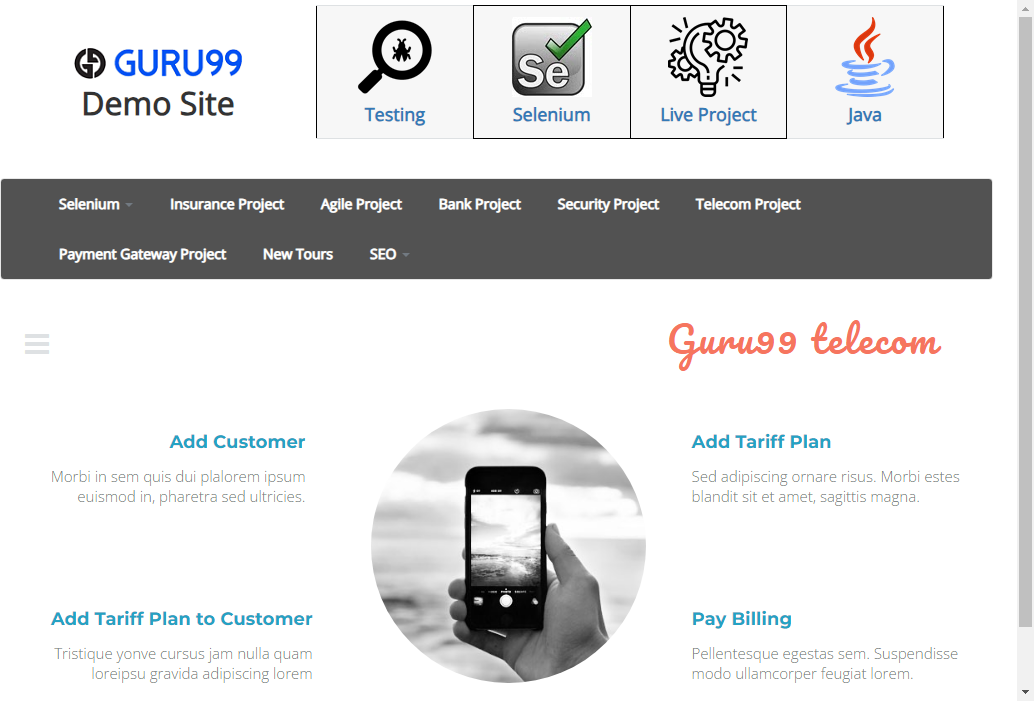 GURU99
Demo Site
Testing
Se
Selenium
Live Project
Java
Selenium Insurance Project Agile Project Bank Project Security Project Telecom Project
Payment Gateway Project New Tours SEO
Guru99 telecom
Add Customer
Morbi in sem quis dui plalorem ipsum
euismod in, pharetra sed ultricies.
Add Tariff Plan
Sed adipiscing ornare risus. Morbi estes
blandit sit et amet, sagittis magna.
Add Tariff Plan to Customer
Tristique yonve cursus jam nulla quam
loreipsu gravida adipiscing lorem
Pay Billing
Pellentesque egestas sem. Suspendisse
modo ullamcorper feugiat lorem.